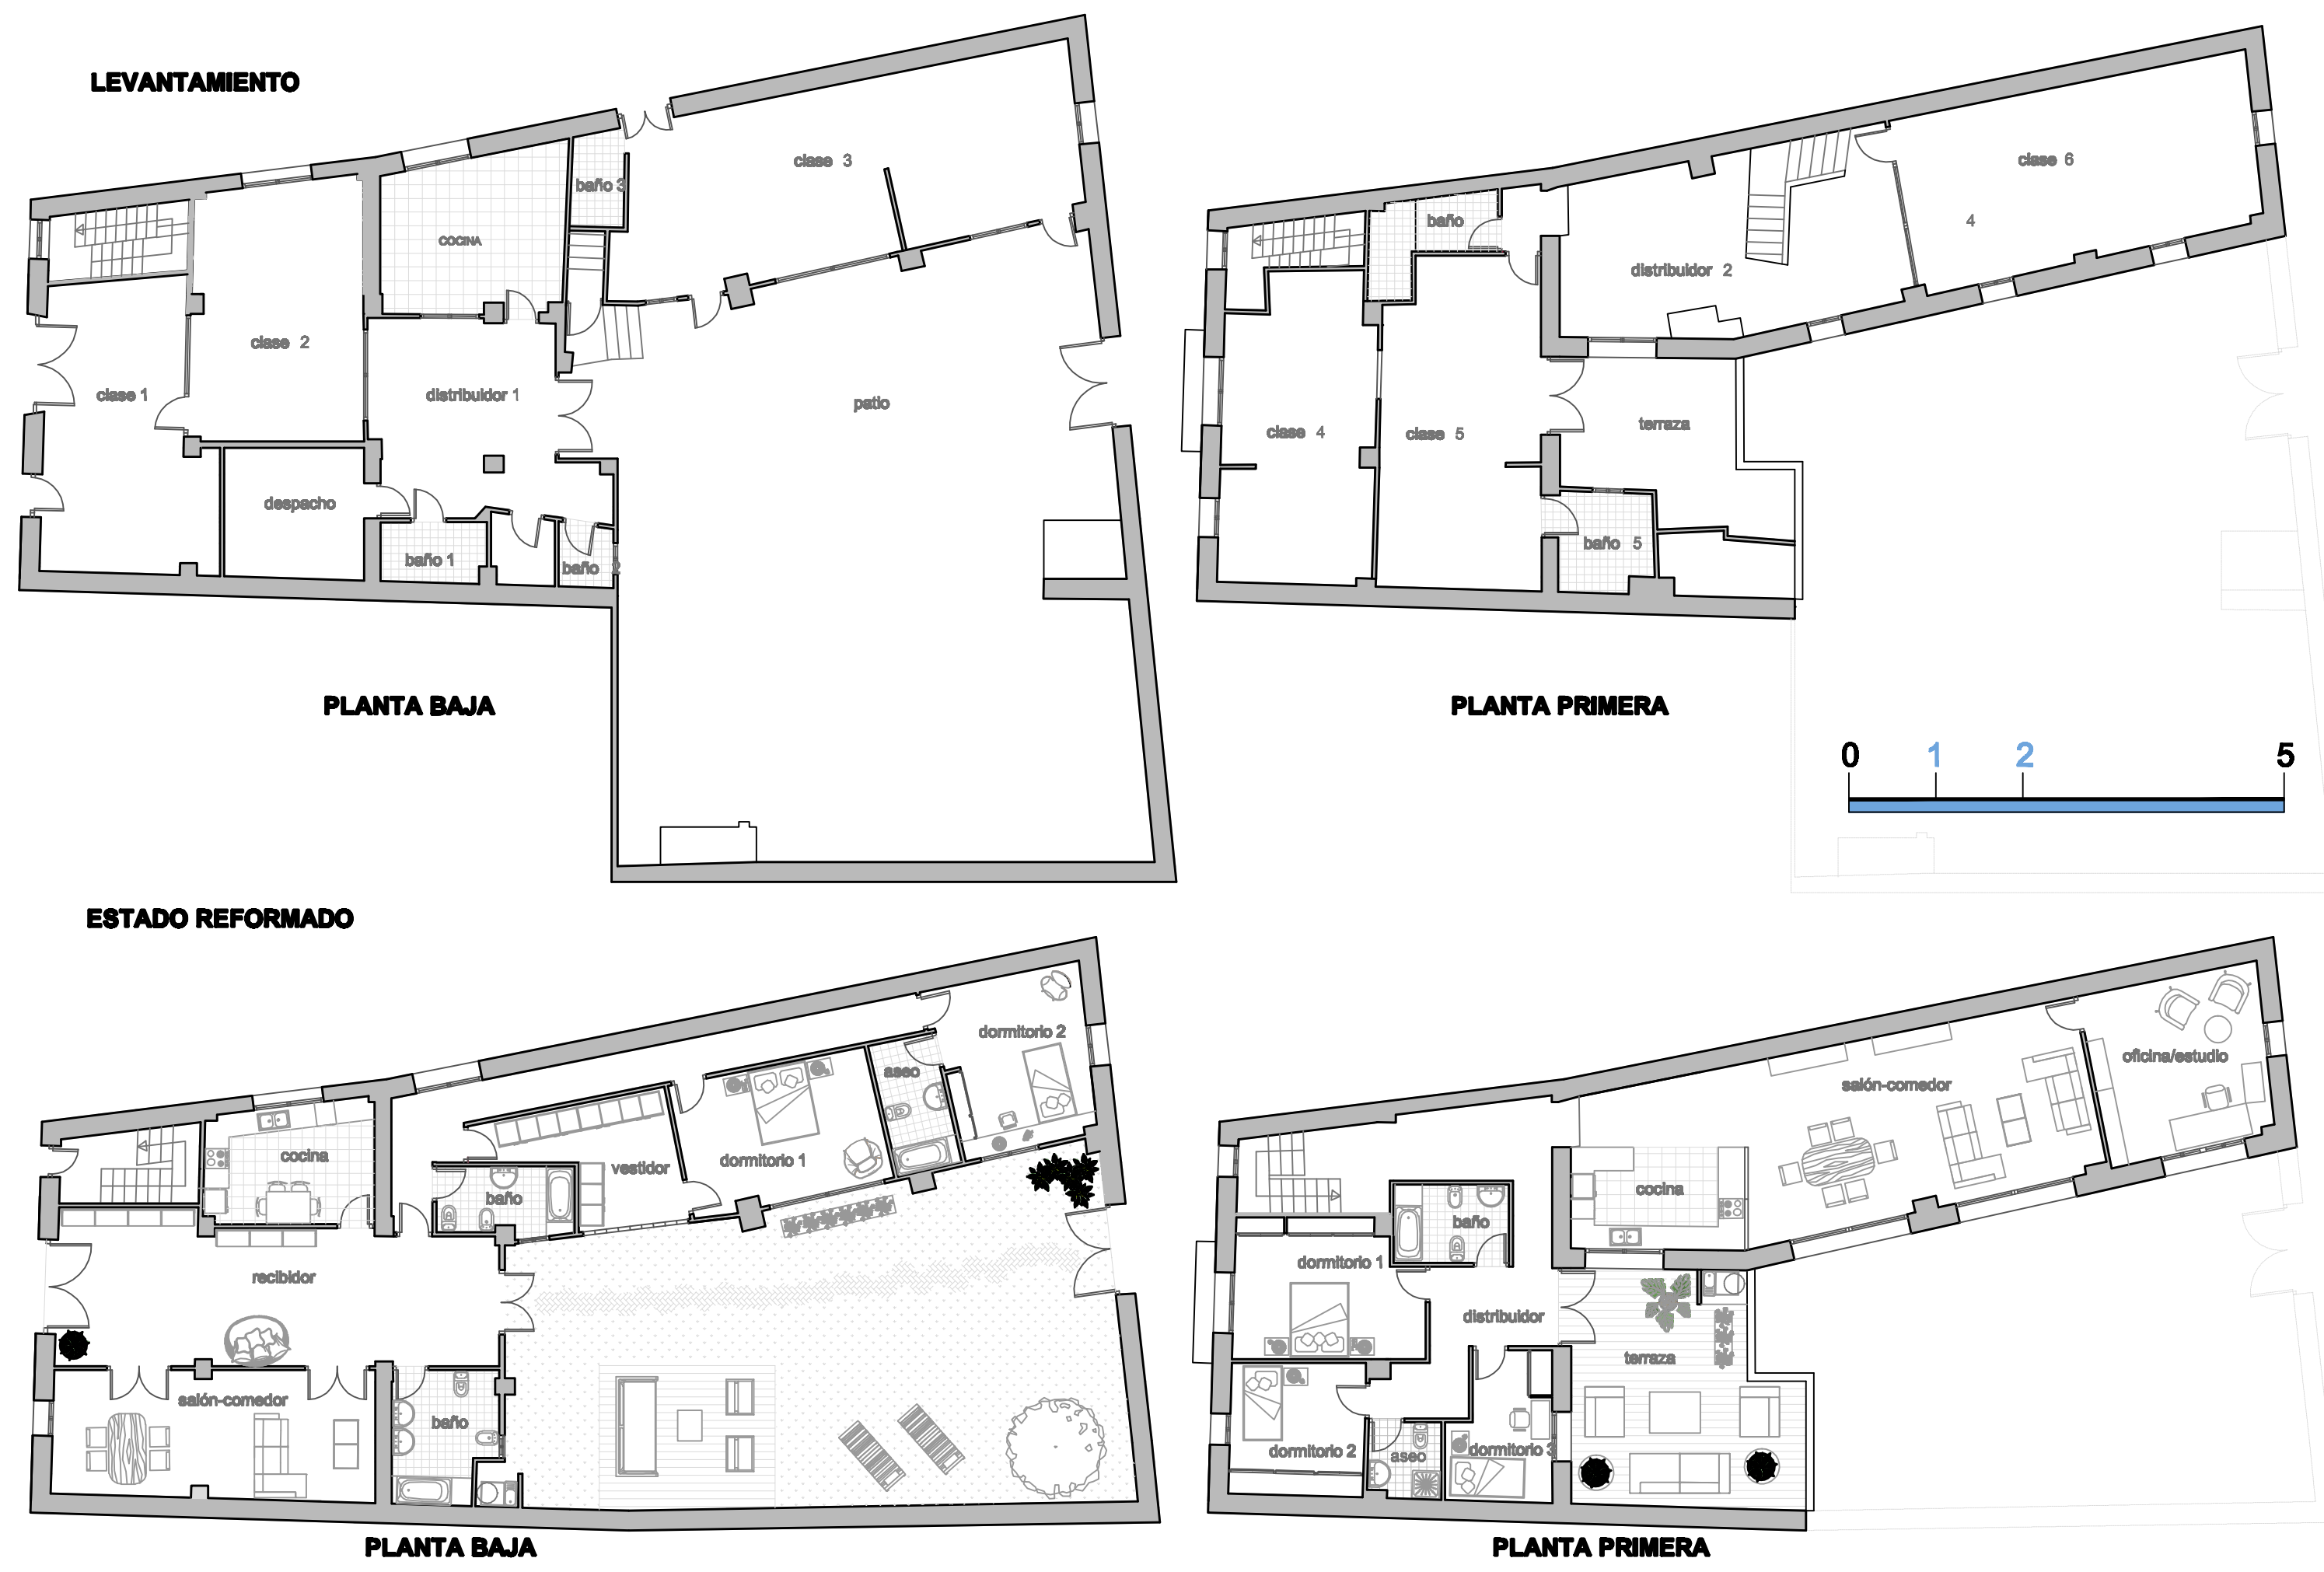 LEVANTAMIENTO
clase 3
baño 3
COCINA
clase 2
clase 1
distribuidor 1
patio
despacho
baño 1
baño 2
PLANTA BAJA
clase 6
baño
4
distribuidor 2
terraza
clase 4
clase 5
baño 5
PLANTA PRIMERA
0 1 2 5
ESTADO REFORMADO
dormitorio 2
aseo
cocina
dormitorio 1
vestidor
baño
recibidor
salón-comedor
baño
PLANTA BAJA
oficina/estudio
salón-comedor
cocina
baño
dormitorio 1
distribuidor
terraza
dormitorio 2
aseo
dormitorio 3
PLANTA PRIMERA